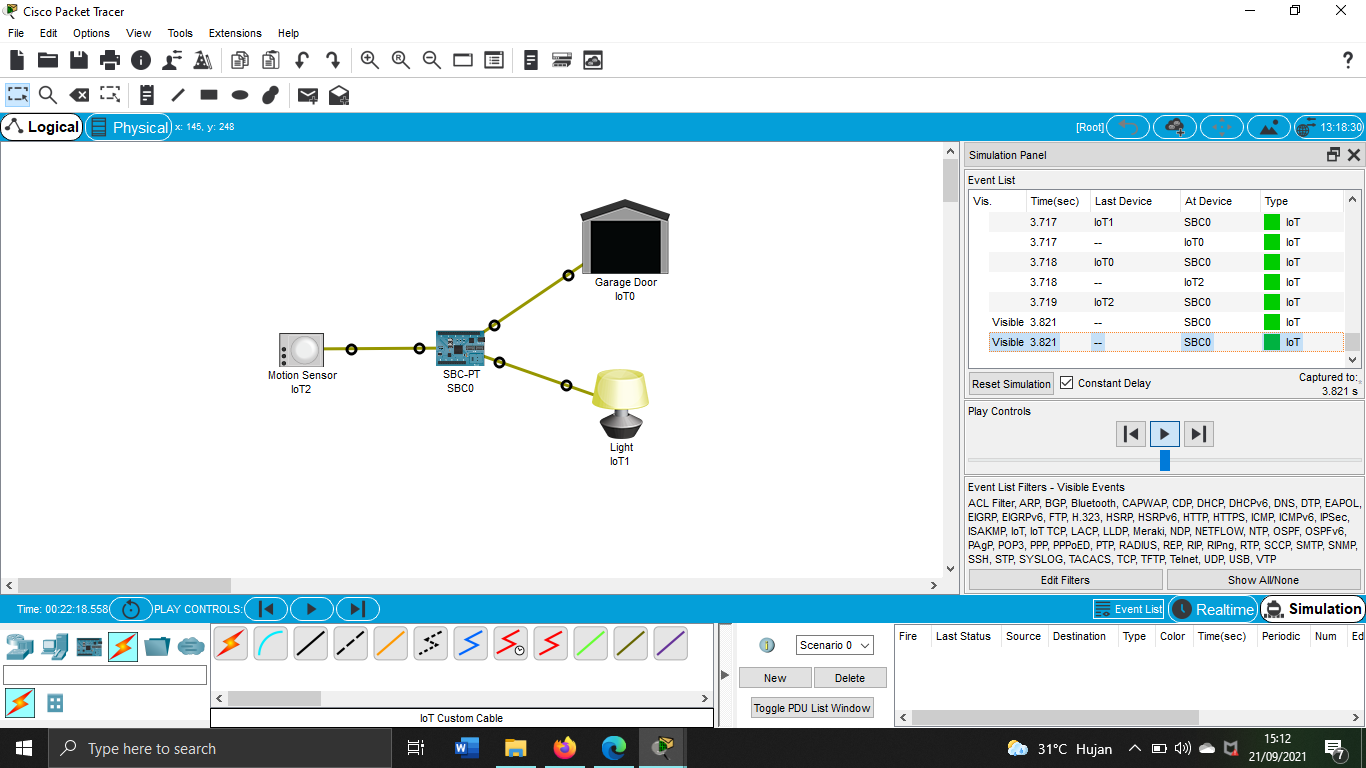 Cisco Packet Tracer
File Edit Options View Tools Extensions Help
?
Logical
Physical
x: 145, y: 248
[Root]
13:18:30
Garage Door
IoT0
Motion Sensor
IoT2
SBC-PT
SBC0
Light
IoT1
Simulation Panel
Event List
Vis. Time(sec) Last Device At Device Type
3.717 IoT1 SBC0 IoT
3.717 -- IoT0 IoT
3.718 IoT0 SBC0 IoT
3.718 -- IoT2 IoT
3.719 IoT2 SBC0 IoT
Visible 3.821 -- SBC0 IoT
Visible 3.821 -- SBC0 IoT
Reset Simulation
Constant Delay
Captured to:
3.821 s
Play Controls
Event List Filters - Visible Events
ACL Filter, ARP, BGP, Bluetooth, CAPWAP, CDP, DHCP, DHCPv6, DNS, DTP, EAPOL,
EIGRP, EIGRPv6, FTP, H.323, HSRP, HSRPv6, HTTP, HTTPS, ICMP, ICMPv6, IPSec,
ISAKMP, IoT, IoT TCP, LACP, LLDP, Meraki, NDP, NETFLOW, NTP, OSPF, OSPFv6,
PAgP, POP3, PPP, PPPoED, PTP, RADIUS, REP, RIP, RIPng, RTP, SCCP, SMTP, SNMP,
SSH, STP, SYSLOG, TACACS, TCP, TFTP, Telnet, UDP, USB, VTP
Edit Filters
Show All/None
Time: 00:22:18.558
PLAY CONTROLS:
Event List
Realtime
Simulation
IoT Custom Cable
Scenario 0
New
Delete
Toggle PDU List Window
Fire Last Status Source Destination Type Color Time(sec) Periodic Num Ed
Type here to search
31°C Hujan
15:12
21/09/2021
7